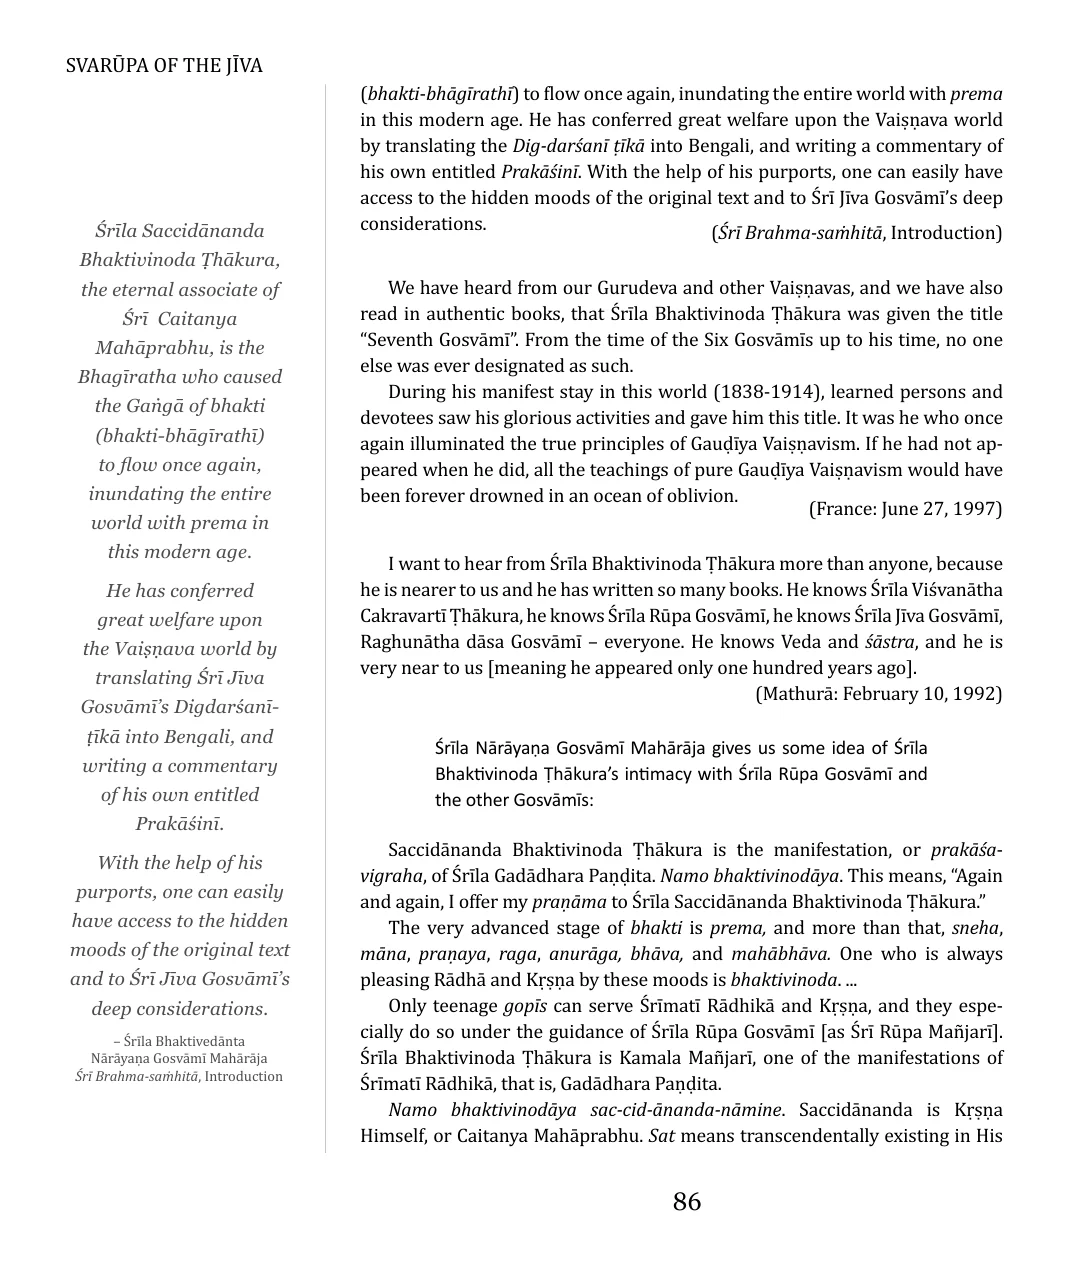 SVARŪPA OF THE JĪVA
Śrīla Saccidānanda
Bhaktivinoda Ṭhākura,
the eternal associate of
Śrī Caitanya
Mahāprabhu, is the
Bhagīratha who caused
the Gaṅgā of bhakti
(bhakti-bhāgīrathī)
to flow once again,
inundating the entire
world with prema in
this modern age.
He has conferred
great welfare upon
the Vaiṣṇava world by
translating Śrī Jīva
Gosvāmī’s Digdarśanī-
ṭīkā into Bengali, and
writing a commentary
of his own entitled
Prakāśinī.
With the help of his
purports, one can easily
have access to the hidden
moods of the original text
and to Śrī Jīva Gosvāmī’s
deep considerations.
– Śrīla Bhaktivedānta
Nārāyaṇa Gosvāmī Mahārāja
Śrī Brahma-saṁhitā, Introduction
(bhakti-bhāgīrathī) to flow once again, inundating the entire world with prema
in this modern age. He has conferred great welfare upon the Vaiṣṇava world
by translating the Dig-darśanī ṭīkā into Bengali, and writing a commentary of
his own entitled Prakāśinī. With the help of his purports, one can easily have
access to the hidden moods of the original text and to Śrī Jīva Gosvāmī’s deep
considerations.
(Śrī Brahma-saṁhitā, Introduction)
We have heard from our Gurudeva and other Vaiṣṇavas, and we have also
read in authentic books, that Śrīla Bhaktivinoda Ṭhākura was given the title
“Seventh Gosvāmī”. From the time of the Six Gosvāmīs up to his time, no one
else was ever designated as such.
During his manifest stay in this world (1838-1914), learned persons and
devotees saw his glorious activities and gave him this title. It was he who once
again illuminated the true principles of Gauḍīya Vaiṣṇavism. If he had not ap-
peared when he did, all the teachings of pure Gauḍīya Vaiṣṇavism would have
been forever drowned in an ocean of oblivion.
(France: June 27, 1997)
I want to hear from Śrīla Bhaktivinoda Ṭhākura more than anyone, because
he is nearer to us and he has written so many books. He knows Śrīla Viśvanātha
Cakravartī Ṭhākura, he knows Śrīla Rūpa Gosvāmī, he knows Śrīla Jīva Gosvāmī,
Raghunātha dāsa Gosvāmī – everyone. He knows Veda and śāstra, and he is
very near to us [meaning he appeared only one hundred years ago].
(Mathurā: February 10, 1992)
Śrīla Nārāyaṇa Gosvāmī Mahārāja gives us some idea of Śrīla
Bhaktivinoda Ṭhākura’s intimacy with Śrīla Rūpa Gosvāmī and
the other Gosvāmīs:
Saccidānanda Bhaktivinoda Ṭhākura is the manifestation, or prakāśa-
vigraha, of Śrīla Gadādhara Paṇḍita. Namo bhaktivinodāya. This means, “Again
and again, I offer my praṇāma to Śrīla Saccidānanda Bhaktivinoda Ṭhākura.”
The very advanced stage of bhakti is prema, and more than that, sneha,
māna, praṇaya, raga, anurāga, bhāva, and mahābhāva. One who is always
pleasing Rādhā and Kṛṣṇa by these moods is bhaktivinoda. ...
Only teenage gopīs can serve Śrīmatī Rādhikā and Kṛṣṇa, and they espe-
cially do so under the guidance of Śrīla Rūpa Gosvāmī [as Śrī Rūpa Mañjarī].
Śrīla Bhaktivinoda Ṭhākura is Kamala Mañjarī, one of the manifestations of
Śrīmatī Rādhikā, that is, Gadādhara Paṇḍita.
Namo bhaktivinodāya sac-cid-ānanda-nāmine. Saccidānanda is Kṛṣṇa
Himself, or Caitanya Mahāprabhu. Sat means transcendentally existing in His
86